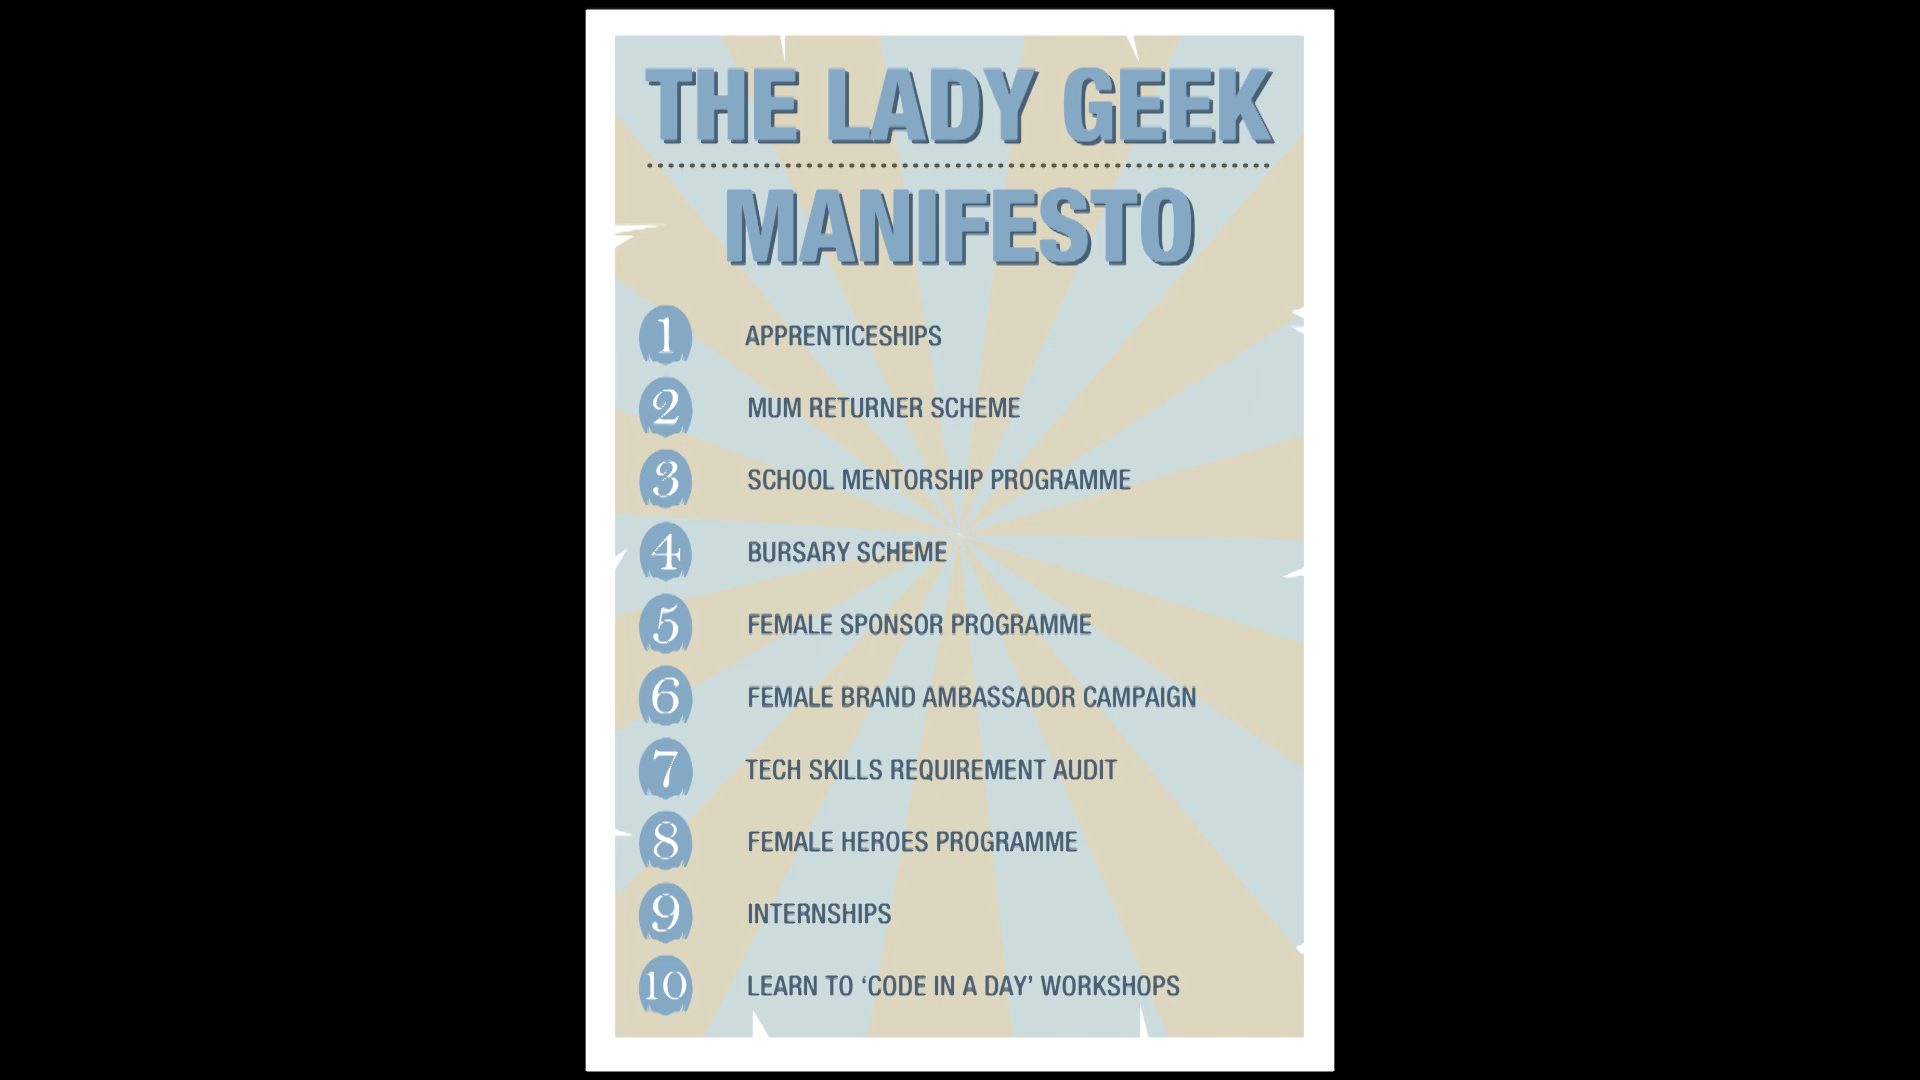 THE LADY GEEK
MANIFESTO
1 APPRENTICESHIPS
2 MUM RETURNER SCHEME
3 SCHOOL MENTORSHIP PROGRAMME
4 BURSARY SCHEME
5 FEMALE SPONSOR PROGRAMME
6 FEMALE BRAND AMBASSADOR CAMPAIGN
7 TECH SKILLS REQUIREMENT AUDIT
8 FEMALE HEROES PROGRAMME
9 INTERNSHIPS
10 LEARN TO ‘CODE IN A DAY’ WORKSHOPS